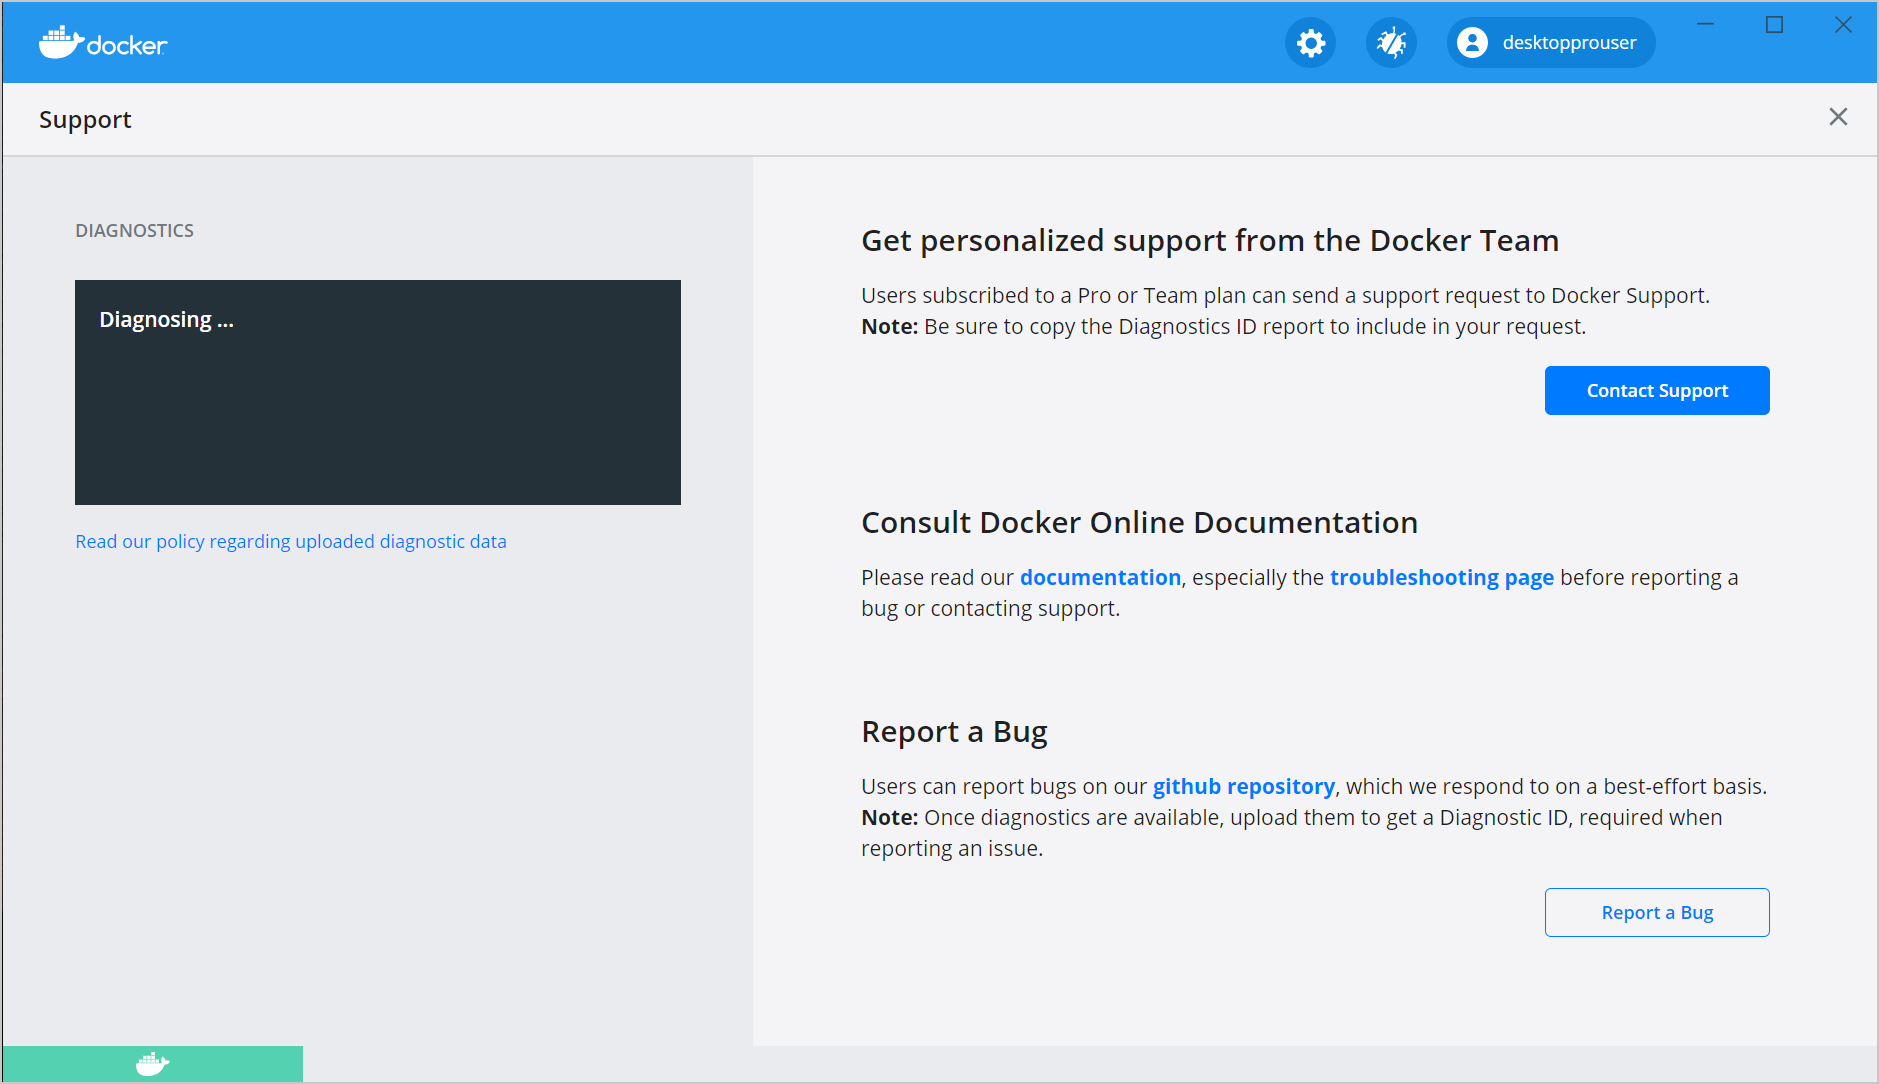 docker
desktopprouser
Support
DIAGNOSTICS
Diagnosing ...
Read our policy regarding uploaded diagnostic data
Get personalized support from the Docker Team
Users subscribed to a Pro or Team plan can send a support request to Docker Support.
Note: Be sure to copy the Diagnostics ID report to include in your request.
Contact Support
Consult Docker Online Documentation
Please read our documentation, especially the troubleshooting page before reporting a
bug or contacting support.
Report a Bug
Users can report bugs on our github repository, which we respond to on a best-effort basis.
Note: Once diagnostics are available, upload them to get a Diagnostic ID, required when
reporting an issue.
Report a Bug